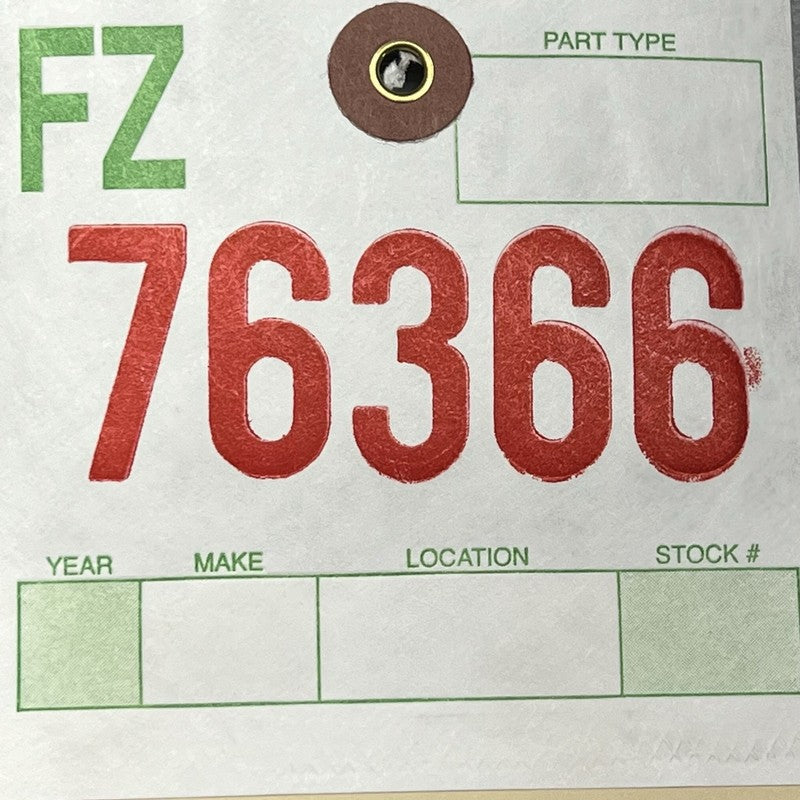 FZ
PART TYPE
76366
YEAR MAKE LOCATION STOCK #